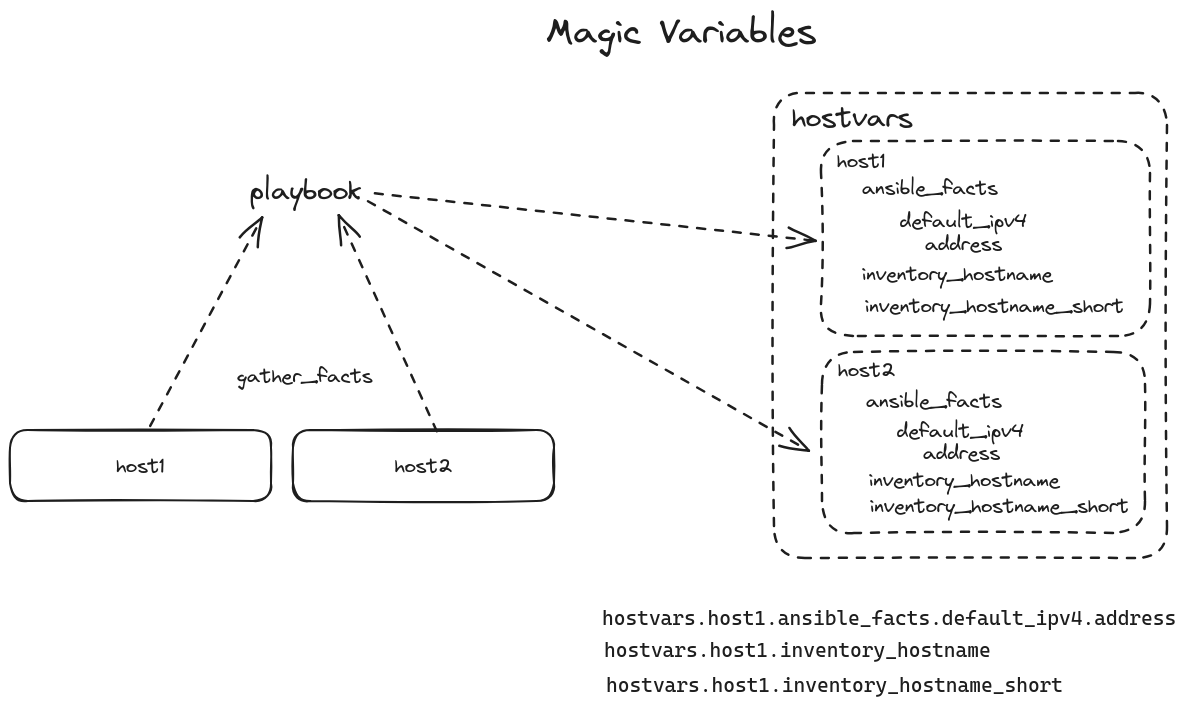 Magic Variables
hostvars
host1
ansible_facts
default_ipv4
address
inventory_hostname
inventory_hostname_short
host2
ansible_facts
default_ipv4
address
inventory_hostname
inventory_hostname_short
playbook
gather_facts
host1
host2
hostvars.host1.ansible_facts.default_ipv4.address
hostvars.host1.inventory_hostname
hostvars.host1.inventory_hostname_short